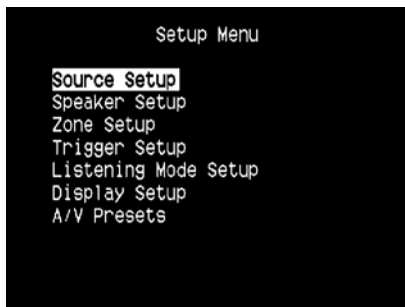 Setup Menu
Source Setup
Speaker Setup
Zone Setup
Trigger Setup
Listening Mode Setup
Display Setup
A/V Presets